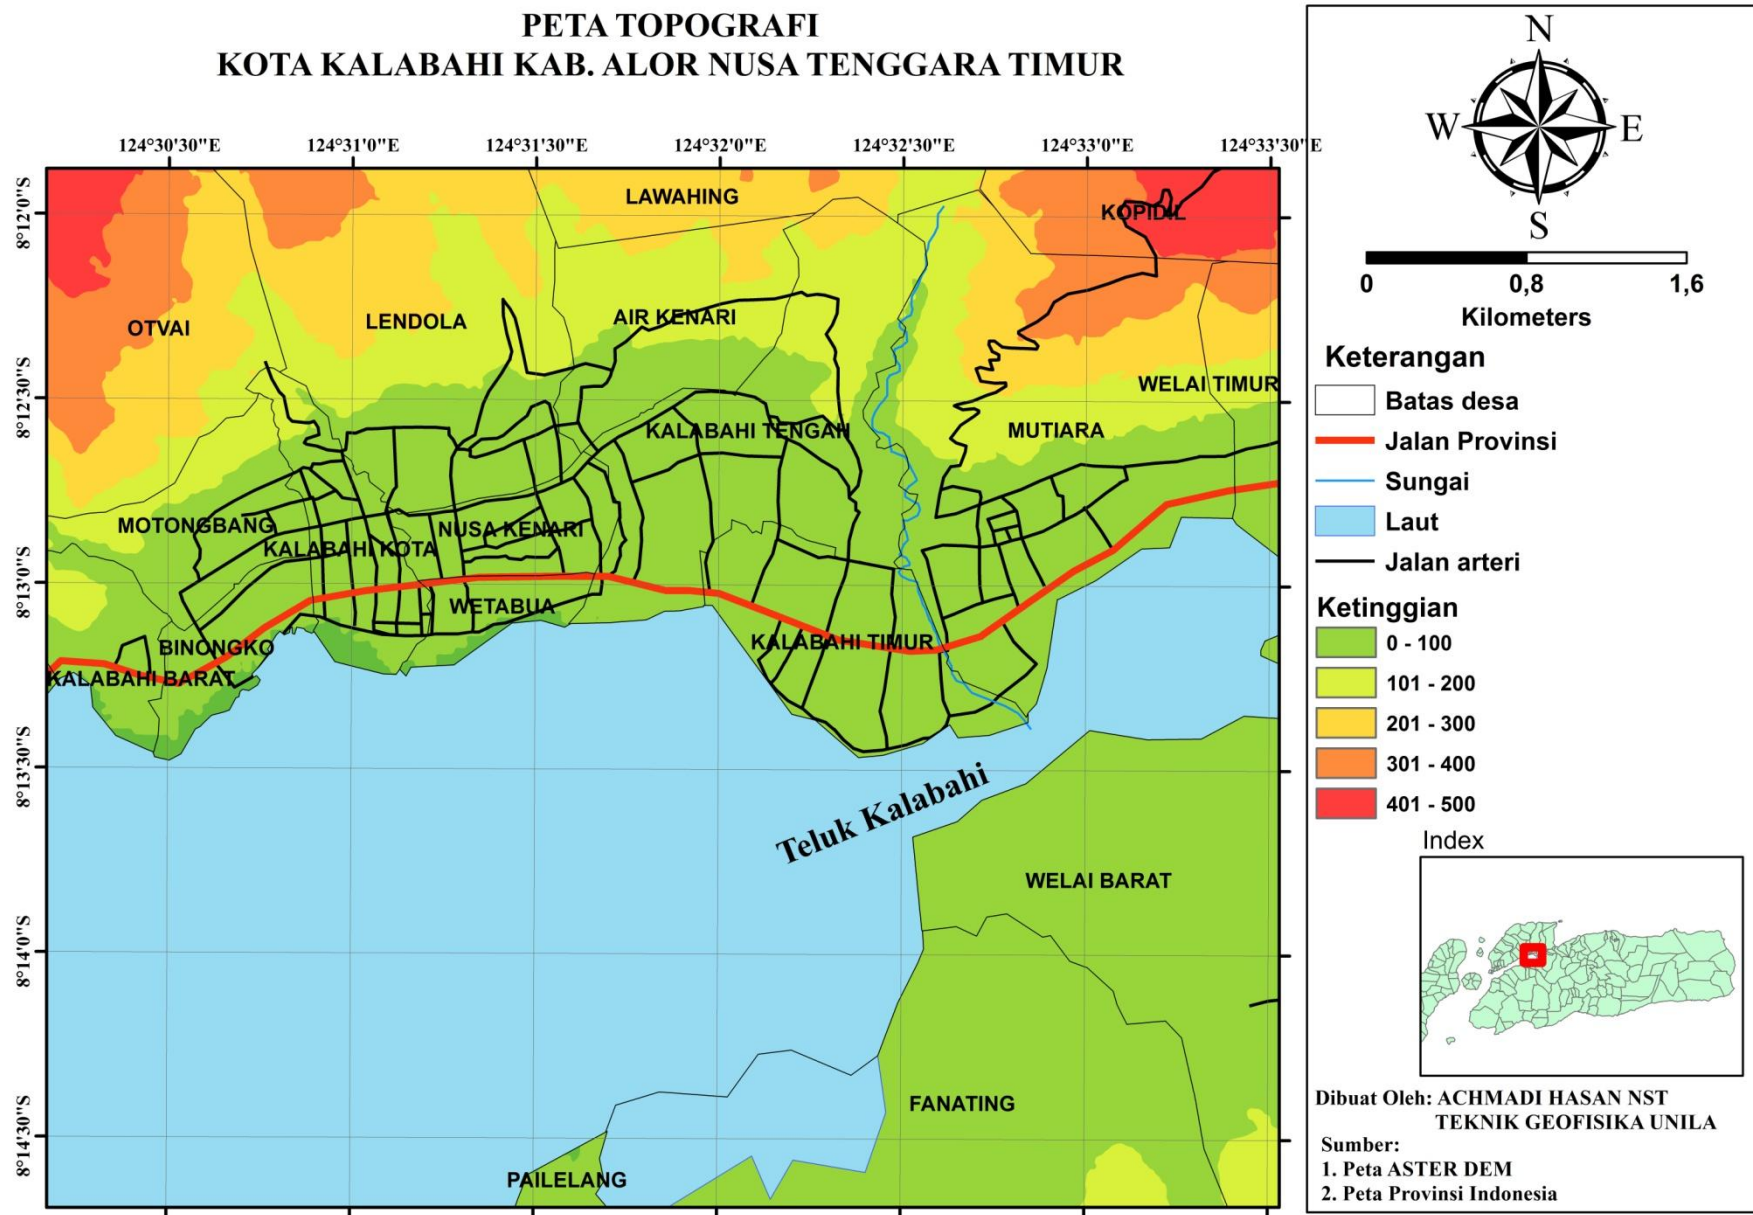 PETA TOPOGRAFI
KOTA KALABAHI KAB. ALOR NUSA TENGGARA TIMUR
124°30'30"E 124°31'0"E 124°31'30"E 124°32'0"E 124°32'30"E 124°33'0"E 124°33'30"E
8°12'0"S
8°12'30"S
8°13'0"S
8°13'30"S
8°14'0"S
8°14'30"S
LAWAHING
KOPIDIL
OTVAI
LENDOLA
AIR KENARI
WELAI TIMUR
KALABAHI TENGAH
MUTIARA
MOTONGBANG
NUSA KENARI
KALABAHI KOTA
WETABUA
BINONGKO
KALABAHI TIMUR
KALABAHI BARAT
Teluk Kalabahi
WELAI BARAT
FANATING
PAILELANG
N
W E
S
0 0,8 1,6
Kilometers
Keterangan
Batas desa
Jalan Provinsi
Sungai
Laut
Jalan arteri
Ketinggian
0 - 100
101 - 200
201 - 300
301 - 400
401 - 500
Index
Dibuat Oleh: ACHMADI HASAN NST
TEKNIK GEOFISIKA UNILA
Sumber:
1. Peta ASTER DEM
2. Peta Provinsi Indonesia